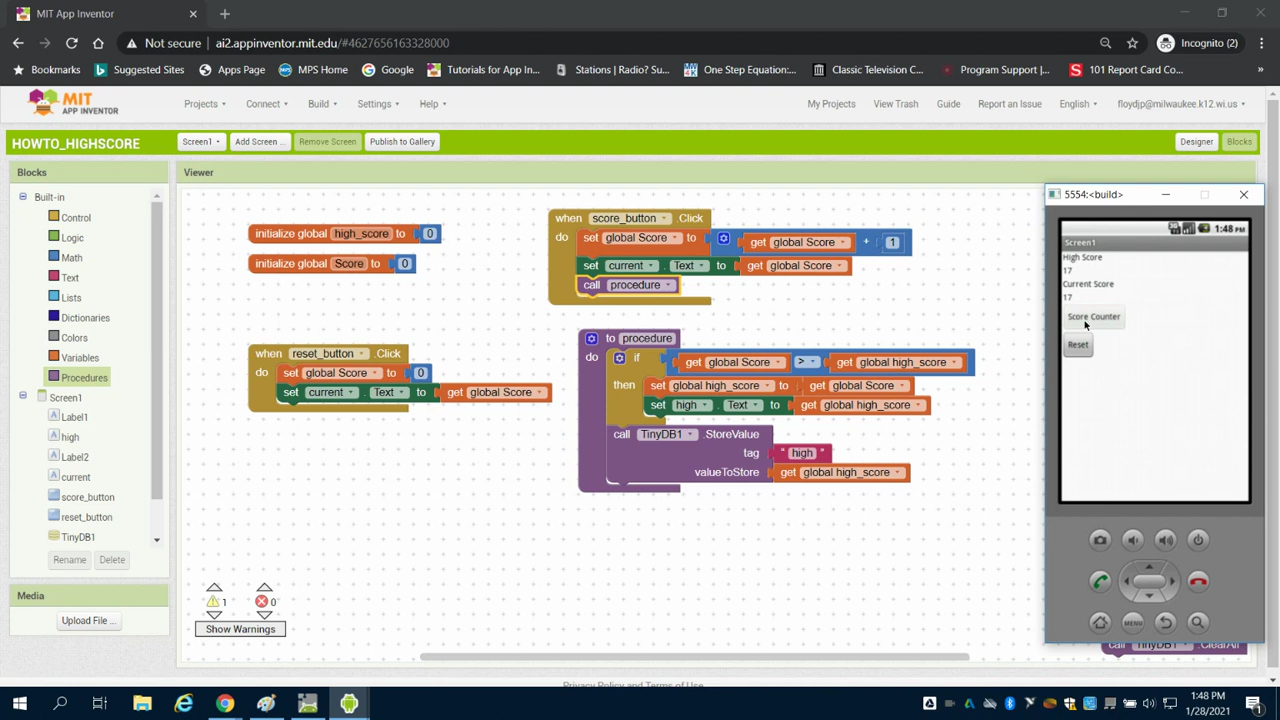 MIT App Inventor
Not secure ai2.appinventor.mit.edu/#4627656163328000
Incognito (2)
Bookmarks Suggested Sites Apps Page MPS Home Google Tutorials for App In... Stations | Radio? Su... One Step Equation:... Classic Television C... Program Support |... 101 Report Card Co...
MIT APP INVENTOR
Projects Connect Build Settings Help My Projects View Trash Guide Report an Issue English floydjp@milwaukee.k12.wi.us
HOWTO_HIGHSCORE
Screen1 Add Screen ... Remove Screen Publish to Gallery Designer Blocks
Blocks
Built-in
Control
Logic
Math
Text
Lists
Dictionaries
Colors
Variables
Procedures
Screen1
Label1
high
Label2
current
score_button
reset_button
TinyDB1
Rename Delete
Media
Upload File ...
Viewer
initialize global high_score to 0
initialize global Score to 0
when reset_button .Click
do set global Score to 0
set current . Text to get global Score
when score_button .Click
do set global Score to get global Score + 1
set current . Text to get global Score
call procedure
to procedure
do if get global Score > get global high_score
then set global high_score to get global Score
set high . Text to get global high_score
call TinyDB1 .StoreValue
tag " high "
valueToStore get global high_score
1 0
Show Warnings
call TinyDB1 .ClearAll
Privacy Policy and Terms of Use
5554:<build>
1:48 PM
Screen1
High Score
17
Current Score
17
Score Counter
Reset
MENU
1:48 PM
1/28/2021
1